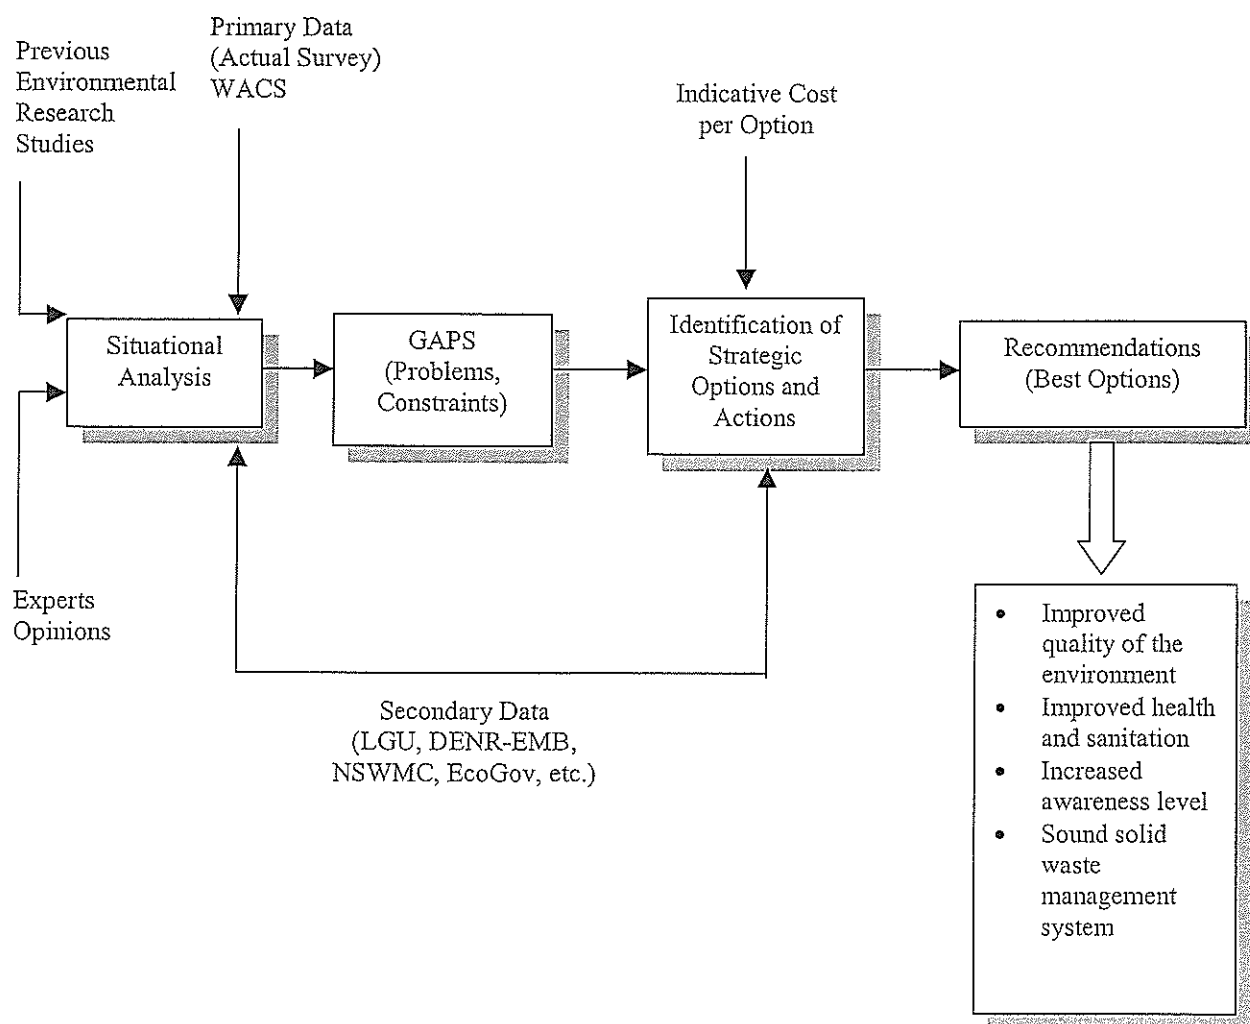 Previous
Environmental
Research
Studies
Primary Data
(Actual Survey)
WACS
Indicative Cost
per Option
Situational
Analysis
GAPS
(Problems,
Constraints)
Identification of
Strategic
Options and
Actions
Recommendations
(Best Options)
Experts
Opinions
Secondary Data
(LGU, DENR-EMB,
NSWMC, EcoGov, etc.)
• Improved
quality of the
environment
• Improved health
and sanitation
• Increased
awareness level
• Sound solid
waste
management
system